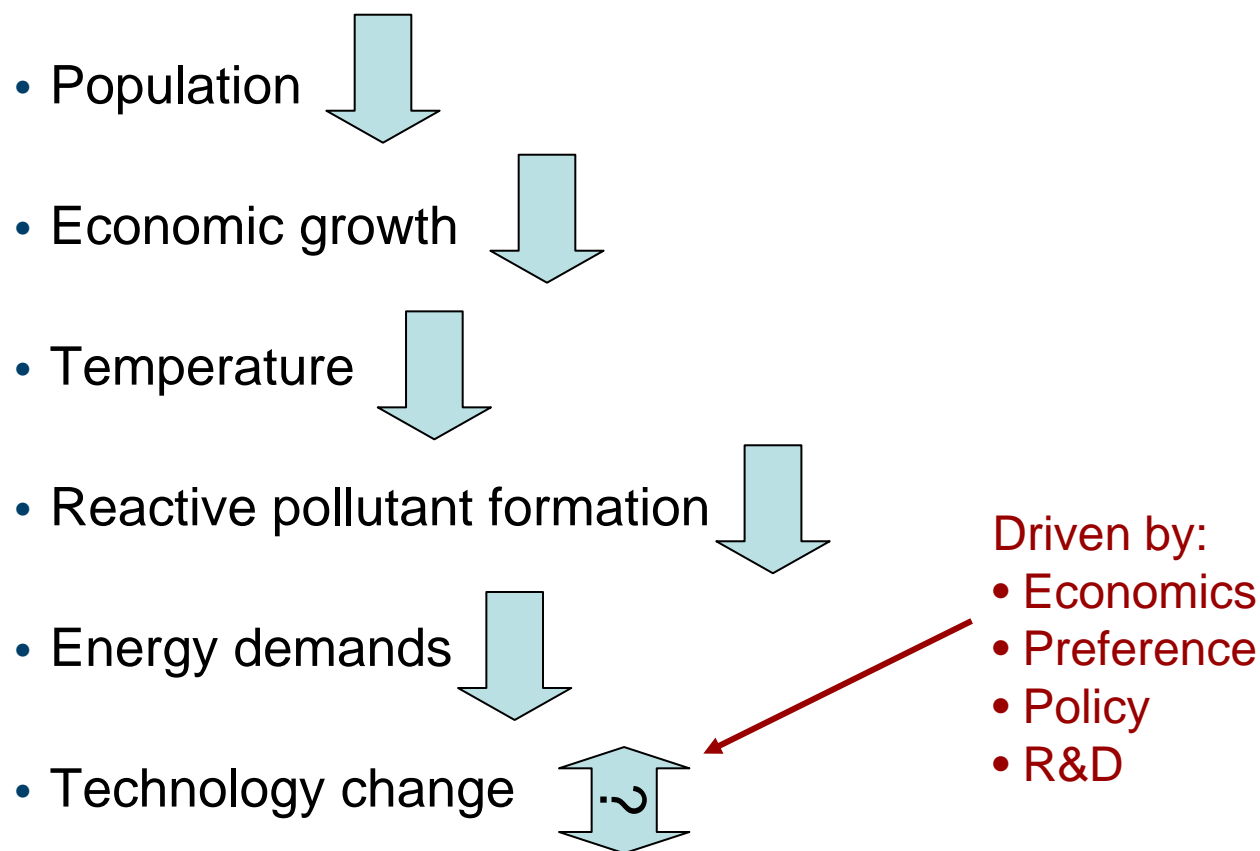 • Population
• Economic growth
• Temperature
• Reactive pollutant formation
• Energy demands
• Technology change
?
Driven by:
• Economics
• Preference
• Policy
• R&D